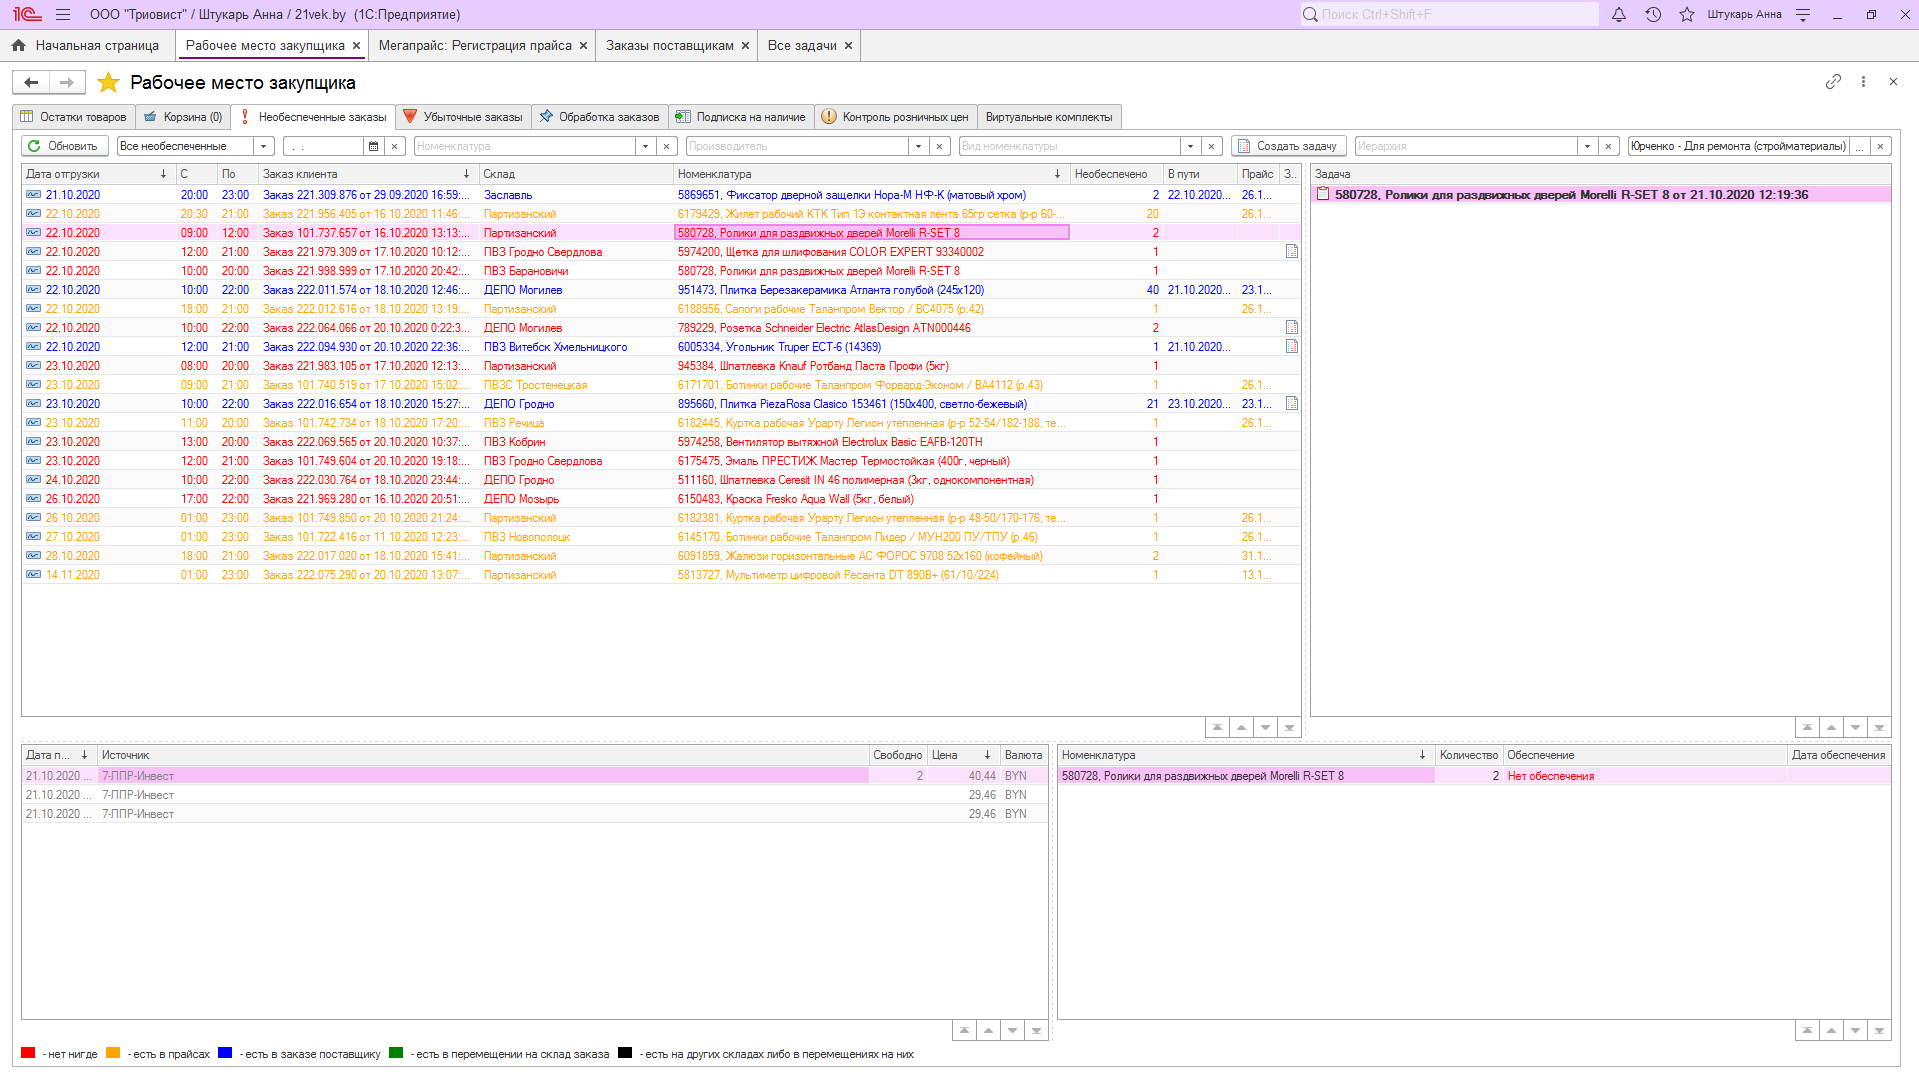 ООО "Триовист" / Штукарь Анна / 21vek.by (1С:Предприятие)
Поиск Ctrl+Shift+F
Штукарь Анна
Начальная страница
Рабочее место закупщика
Мегапрайс: Регистрация прайса
Заказы поставщикам
Все задачи
Рабочее место закупщика
Остатки товаров
Корзина (0)
Необеспеченные заказы
Убыточные заказы
Обработка заказов
Подписка на наличие
Контроль розничных цен
Виртуальные комплекты
Обновить
Все необеспеченные
. .
Номенклатура
Производитель
Вид номенклатуры
Создать задачу
Иерархия
Юрченко - Для ремонта (стройматериалы)
...
Дата отгрузки С По Заказ клиента Склад Номенклатура Необеспечено В пути Прайс З..
21.10.2020 20:00 23:00 Заказ 221.309.876 от 29.09.2020 16:59:... Заславль 5869651, Фиксатор дверной защелки Нора-М НФ-К (матовый хром) 2 22.10.2020... 26.1...
22.10.2020 20:30 21:00 Заказ 221.956.405 от 16.10.2020 11:46:... Партизанский 6179429, Жилет рабочий КТК Тип 1Э контактная лента 65гр сетка (р-р 60-... 20 26.1...
22.10.2020 09:00 12:00 Заказ 101.737.657 от 16.10.2020 13:13:... Партизанский 580728, Ролики для раздвижных дверей Morelli R-SET 8 2
22.10.2020 12:00 21:00 Заказ 221.979.309 от 17.10.2020 10:12:... ПВЗ Гродно Свердлова 5974200, Щетка для шлифования COLOR EXPERT 93340002 1
22.10.2020 10:00 20:00 Заказ 221.998.999 от 17.10.2020 20:42:... ПВЗ Барановичи 580728, Ролики для раздвижных дверей Morelli R-SET 8 1
22.10.2020 10:00 22:00 Заказ 222.011.574 от 18.10.2020 12:46:... ДЕПО Могилев 951473, Плитка Березакерамика Атланта голубой (245х120) 40 21.10.2020... 23.1...
22.10.2020 18:00 21:00 Заказ 222.012.616 от 18.10.2020 13:19:... Партизанский 6188956, Сапоги рабочие Таланпром Вектор / ВС4075 (р.42) 1 26.1...
22.10.2020 10:00 22:00 Заказ 222.064.066 от 20.10.2020 0:22:3... ДЕПО Могилев 789229, Розетка Schneider Electric AtlasDesign ATN000446 2
22.10.2020 12:00 21:00 Заказ 222.094.930 от 20.10.2020 22:36:... ПВЗ Витебск Хмельницкого 6005334, Угольник Truper ECT-6 (14369) 1 21.10.2020...
23.10.2020 08:00 20:00 Заказ 221.983.105 от 17.10.2020 12:13:... Партизанский 945384, Шпатлевка Knauf Ротбанд Паста Профи (5кг) 1
23.10.2020 09:00 21:00 Заказ 101.740.519 от 17.10.2020 15:02:... ПВЗС Тростенецкая 6171701, Ботинки рабочие Таланпром Форвард-Эконом / ВА4112 (р.43) 1 26.1...
23.10.2020 10:00 22:00 Заказ 222.016.654 от 18.10.2020 15:27:... ДЕПО Гродно 895660, Плитка PiezaRosa Clasico 153461 (150x400, светло-бежевый) 21 23.10.2020... 23.1...
23.10.2020 11:00 20:00 Заказ 101.742.734 от 18.10.2020 17:20:... ПВЗ Речица 6182445, Куртка рабочая Урарту Легион утепленная (р-р 52-54/182-188, те... 1 26.1...
23.10.2020 13:00 20:00 Заказ 222.069.565 от 20.10.2020 10:37:... ПВЗ Кобрин 5974258, Вентилятор вытяжной Electrolux Basic EAFB-120TH 1
23.10.2020 12:00 21:00 Заказ 101.749.604 от 20.10.2020 19:18:... ПВЗ Гродно Свердлова 6175475, Эмаль ПРЕСТИЖ Мастер Термостойкая (400г, черный) 1
24.10.2020 10:00 22:00 Заказ 222.030.764 от 18.10.2020 23:44:... ДЕПО Гродно 511160, Шпатлевка Ceresit IN 46 полимерная (3кг, однокомпонентная) 1
26.10.2020 17:00 22:00 Заказ 221.969.280 от 16.10.2020 20:51:... ДЕПО Мозырь 6150483, Краска Fresko Aqua Wall (5кг, белый) 1
26.10.2020 01:00 23:00 Заказ 101.749.850 от 20.10.2020 21:24:... Партизанский 6182381, Куртка рабочая Урарту Легион утепленная (р-р 48-50/170-176, те... 1 26.1...
27.10.2020 01:00 23:00 Заказ 101.722.416 от 11.10.2020 12:23:... ПВЗ Новополоцк 6145170, Ботинки рабочие Таланпром Лидер / МУН200 ПУ/ТПУ (р.46) 1 26.1...
28.10.2020 18:00 21:00 Заказ 222.017.020 от 18.10.2020 15:41:... Партизанский 6091859, Жалюзи горизонтальные АС ФОРОС 9708 52х160 (кофейный) 2 31.1...
14.11.2020 01:00 23:00 Заказ 222.075.290 от 20.10.2020 13:07:... Партизанский 5813727, Мультиметр цифровой Ресанта DT 890B+ (61/10/224) 1 13.1...
Задача
580728, Ролики для раздвижных дверей Morelli R-SET 8 от 21.10.2020 12:19:36
Дата п... Источник Свободно Цена Валюта
21.10.2020 ... 7-ЛПР-Инвест 2 40,44 BYN
21.10.2020 ... 7-ЛПР-Инвест 29,46 BYN
21.10.2020 ... 7-ЛПР-Инвест 29,46 BYN
Номенклатура Количество Обеспечение Дата обеспечения
580728, Ролики для раздвижных дверей Morelli R-SET 8 2 Нет обеспечения
- нет нигде - есть в прайсах - есть в заказе поставщику - есть в перемещении на склад заказа - есть на других складах либо в перемещениях на них